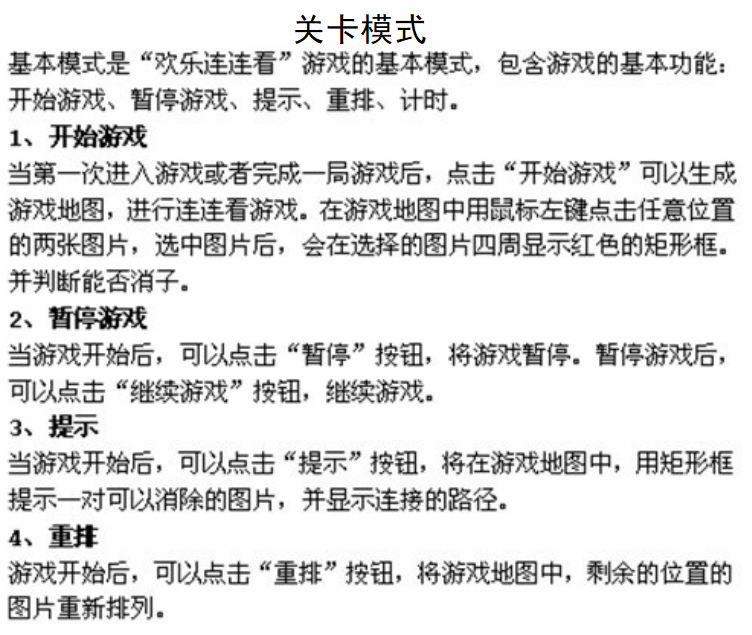 关卡模式
基本模式是“欢乐连连看”游戏的基本模式，包含游戏的基本功能：
开始游戏、暂停游戏、提示、重排、计时。
1、开始游戏
当第一次进入游戏或者完成一局游戏后，点击“开始游戏”可以生成
游戏地图，进行连连看游戏。在游戏地图中用鼠标左键点击任意位置
的两张图片，选中图片后，会在选择的图片四周显示红色的矩形框。
并判断能否消子。
2、暂停游戏
当游戏开始后，可以点击“暂停”按钮，将游戏暂停。暂停游戏后，
可以点击“继续游戏”按钮，继续游戏。
3、提示
当游戏开始后，可以点击“提示”按钮，将在游戏地图中，用矩形框
提示一对可以消除的图片，并显示连接的路径。
4、重排
游戏开始后，可以点击“重排”按钮，将游戏地图中，剩余的位置的
图片重新排列。